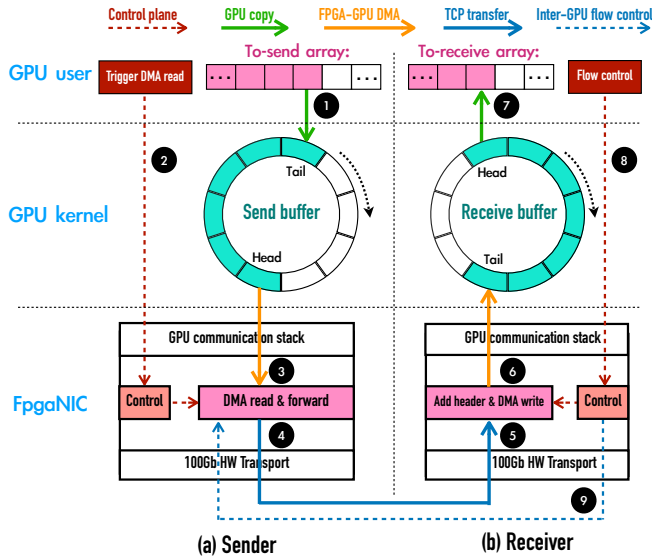 Control plane GPU copy FPGA-GPU DMA TCP transfer Inter-GPU flow control
To-send array: To-receive array:
GPU user Trigger DMA read ... ... ... ... Flow control
1 7
2 8
Tail Head
GPU kernel Send buffer Receive buffer
Head Tail
GPU communication stack GPU communication stack
3 6
FpgaNIC Control DMA read & forward Add header & DMA write Control
4 5
100Gb HW Transport 100Gb HW Transport
9
(a) Sender (b) Receiver